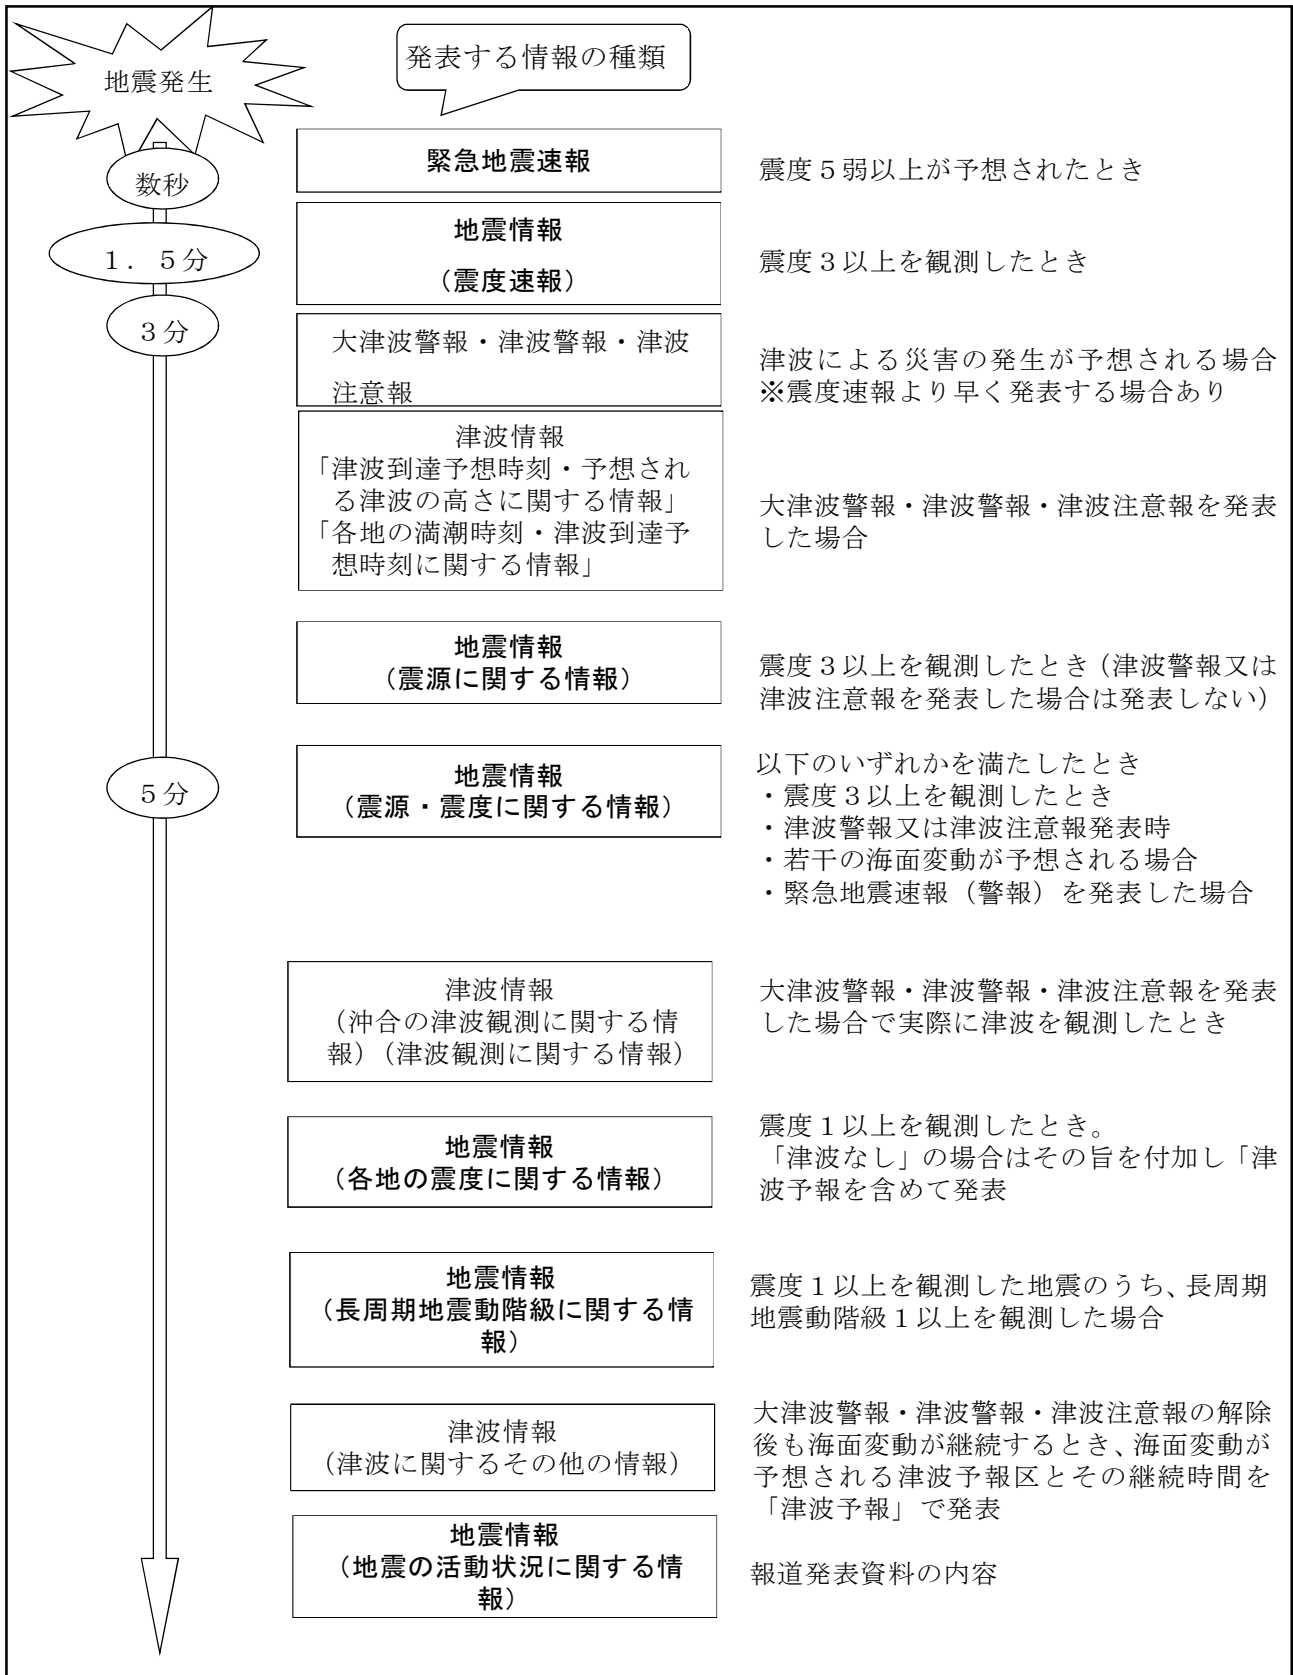 地震発生
発表する情報の種類
数秒
緊急地震速報
震度５弱以上が予想されたとき
１．５分
地震情報
（震度速報）
震度３以上を観測したとき
３分
大津波警報・津波警報・津波
注意報
津波による災害の発生が予想される場合
※震度速報より早く発表する場合あり
津波情報
「津波到達予想時刻・予想され
る津波の高さに関する情報」
「各地の満潮時刻・津波到達予
想時刻に関する情報」
大津波警報・津波警報・津波注意報を発表
した場合
地震情報
（震源に関する情報）
震度３以上を観測したとき（津波警報又は
津波注意報を発表した場合は発表しない）
５分
地震情報
（震源・震度に関する情報）
以下のいずれかを満たしたとき
・震度３以上を観測したとき
・津波警報又は津波注意報発表時
・若干の海面変動が予想される場合
・緊急地震速報（警報）を発表した場合
津波情報
（沖合の津波観測に関する情
報）（津波観測に関する情報）
大津波警報・津波警報・津波注意報を発表
した場合で実際に津波を観測したとき
地震情報
（各地の震度に関する情報）
震度１以上を観測したとき。
「津波なし」の場合はその旨を付加し「津
波予報を含めて発表
地震情報
（長周期地震動階級に関する情
報）
震度１以上を観測した地震のうち、長周期
地震動階級１以上を観測した場合
津波情報
（津波に関するその他の情報）
大津波警報・津波警報・津波注意報の解除
後も海面変動が継続するとき、海面変動が
予想される津波予報区とその継続時間を
「津波予報」で発表
地震情報
（地震の活動状況に関する情
報）
報道発表資料の内容